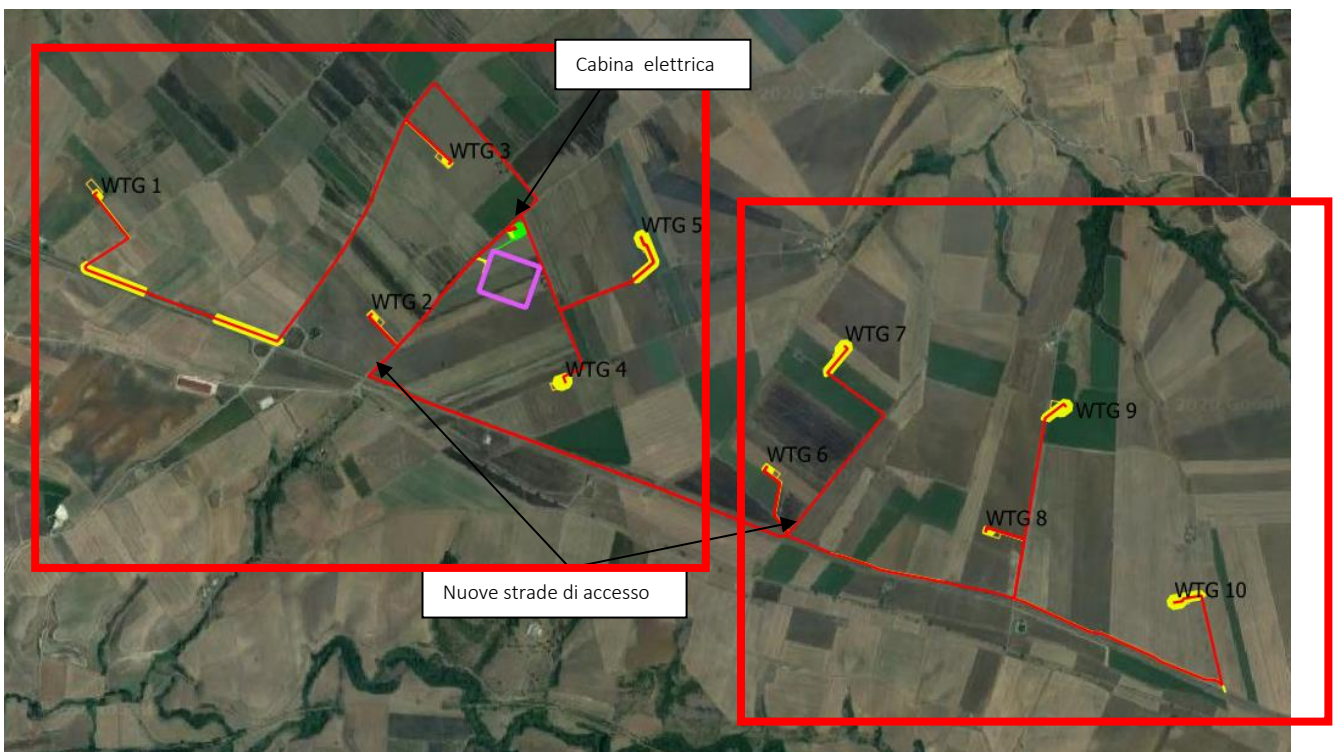 Cabina elettrica
WTG 3
WTG 1
WTG 5
WTG 2
WTG 4
WTG 7
WTG 9
WTG 6
WTG 8
Nuove strade di accesso
WTG 10